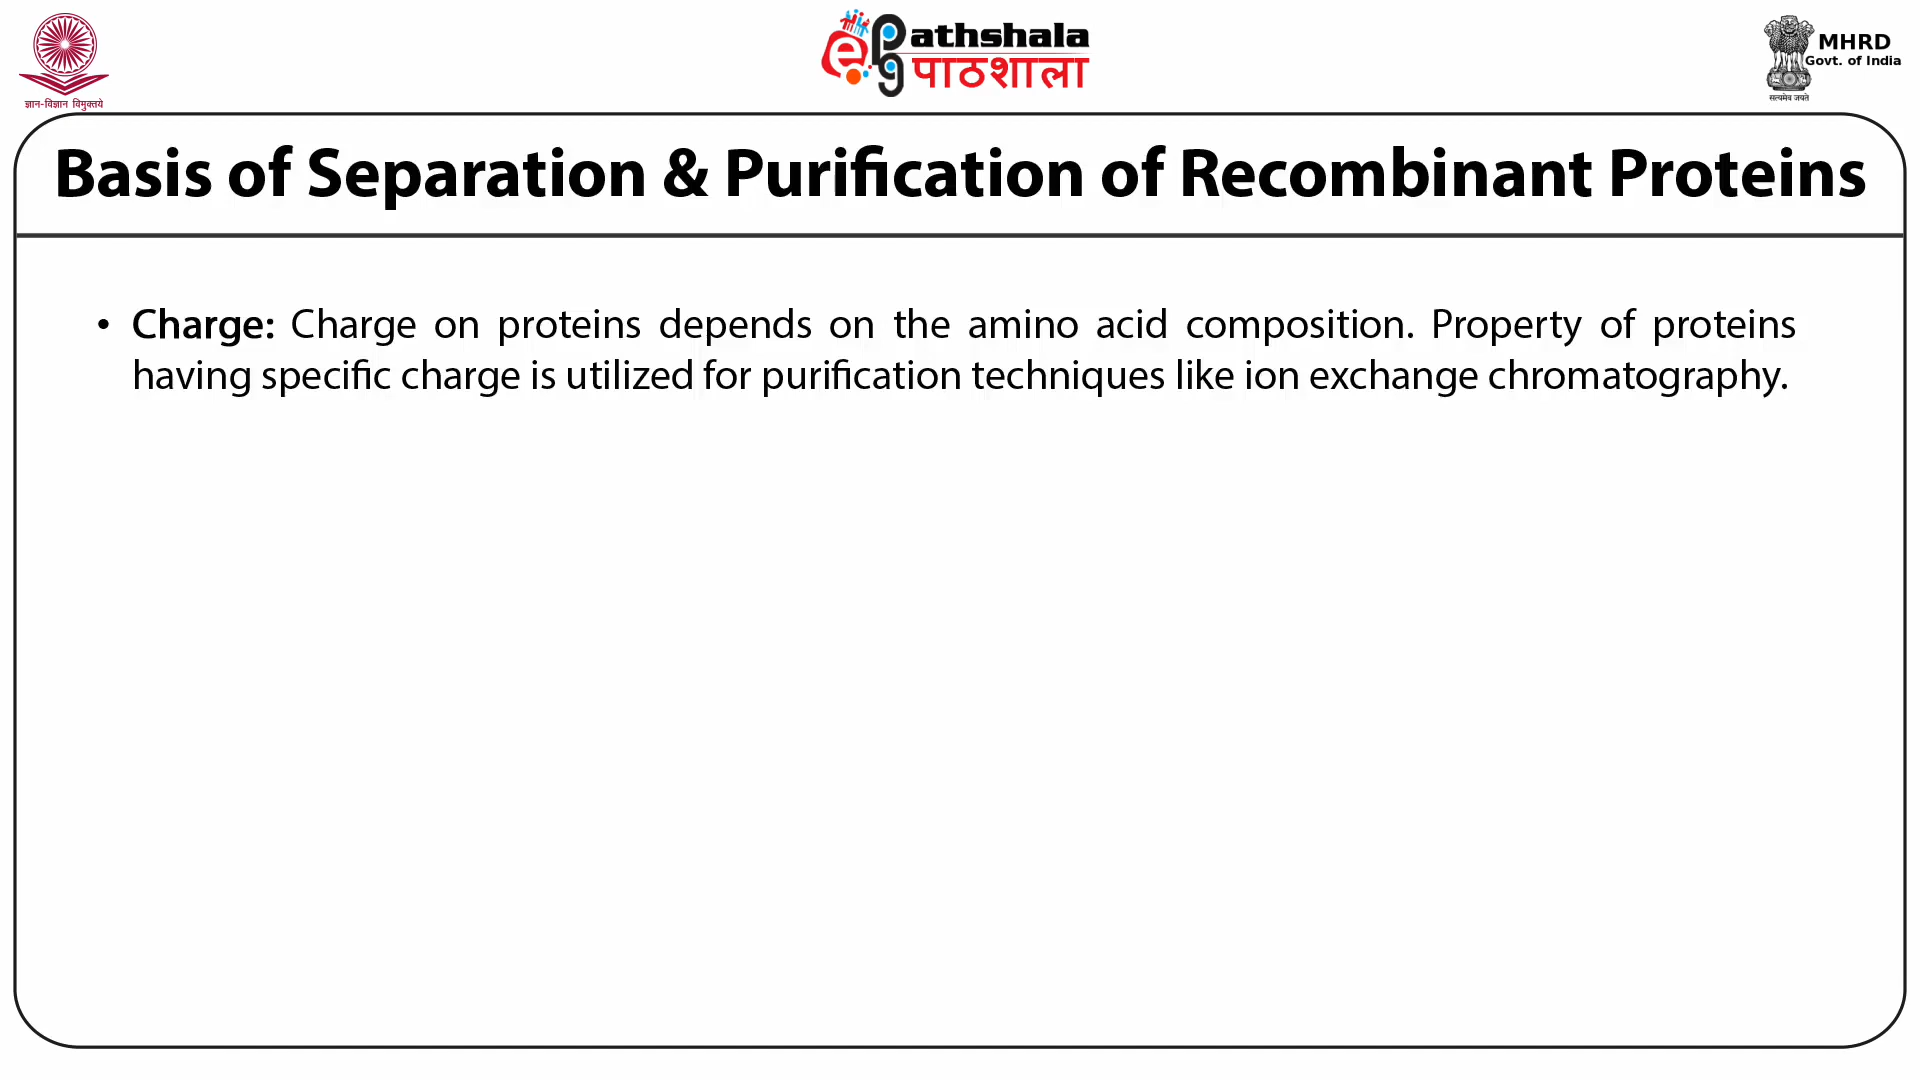 ज्ञान-विज्ञान विमुक्तये
ePG Pathshala
पाठशाला
MHRD
Govt. of India
सत्यमेव जयते
Basis of Separation & Purification of Recombinant Proteins
• Charge: Charge on proteins depends on the amino acid composition. Property of proteins
having specific charge is utilized for purification techniques like ion exchange chromatography.